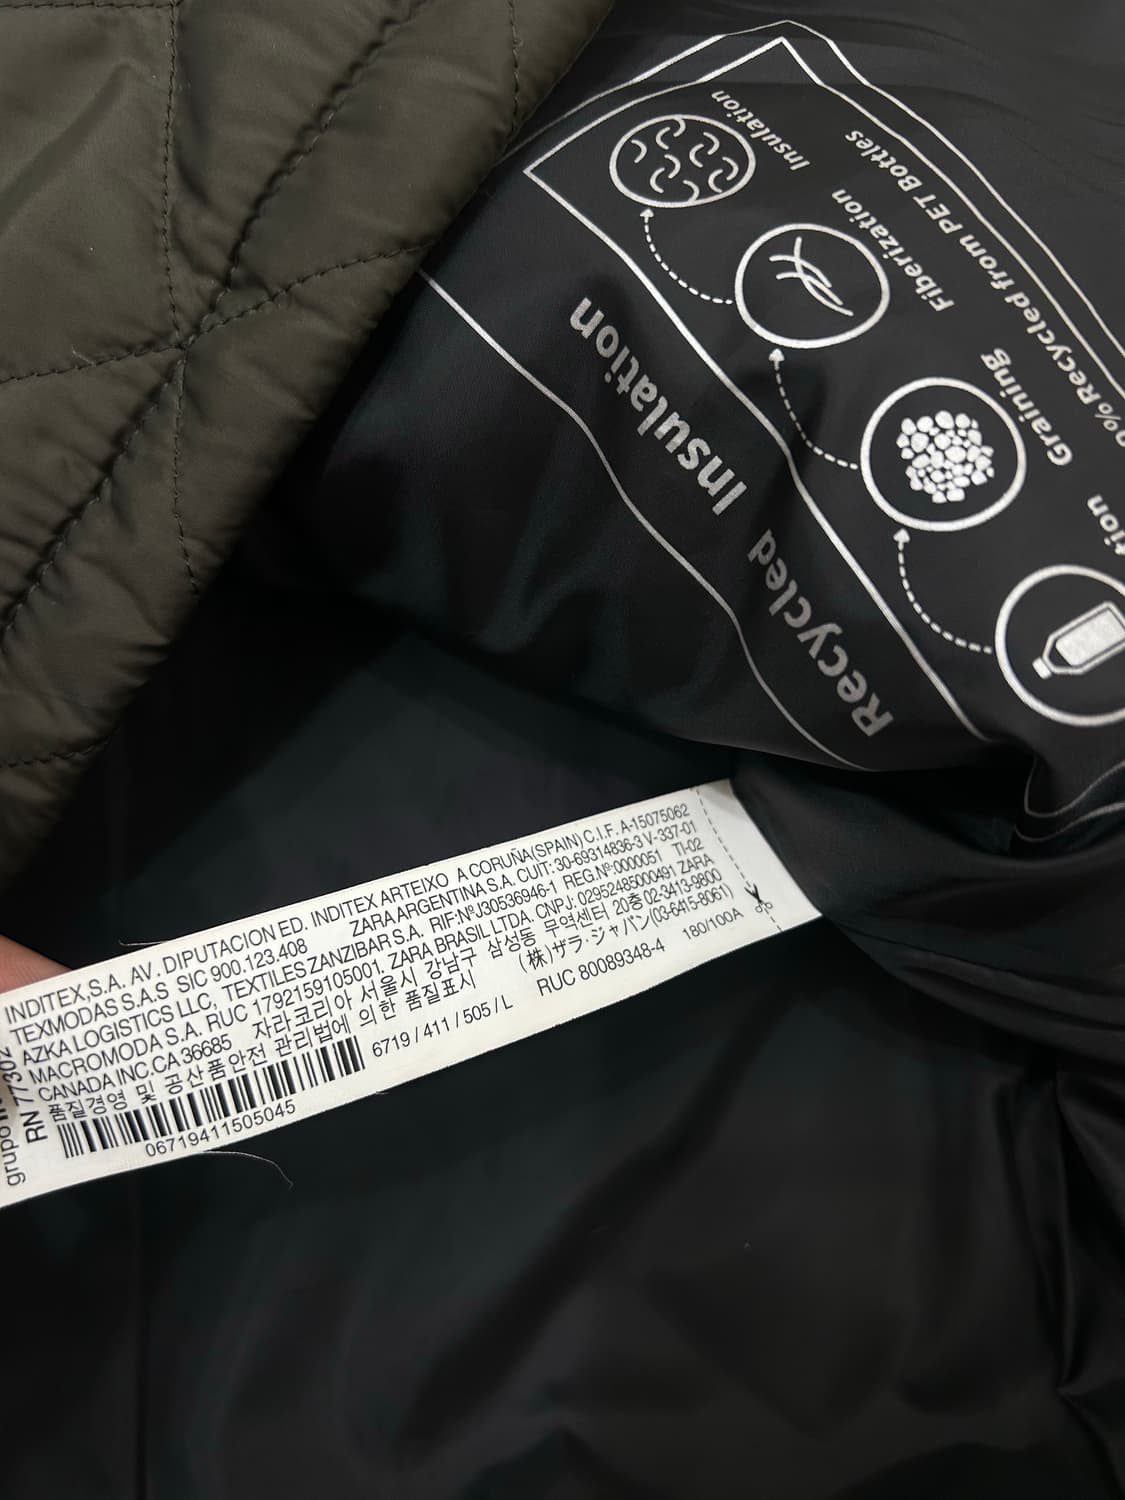 Insulation
Fiberization
Graining
tion
% Recycled from PET Bottles
Recycled Insulation
INDITEX,S.A. AV. DIPUTACION ED. INDITEX ARTEIXO A CORUÑA(SPAIN) C.I.F. A-15075062
TEXMODAS S.A.S SIC 900.123.408 ZARA ARGENTINA S.A. CUIT: 30-69314836-3 V-337-01
AZKA LOGISTICS LLC, TEXTILES ZANZIBAR S.A. RIF:NºJ30536946-1 REG.Nº:0000051 TI-02
MACROMODA S.A. RUC 1792159105001, ZARA BRASIL LTDA. CNPJ: 02952485000491 ZARA
CANADA INC.CA 36685 자라코리아 서울시 강남구 삼성동 무역센터 20층 02-3413-9800
품질경영 및 공산품안전 관리법에 의한 품질표시 (株)ザラ・ジャパン(03-6415-8061)
RUC 80089348-4 180/100A
6719 / 411 / 505 / L
06719411505045
RN 77302
grupo